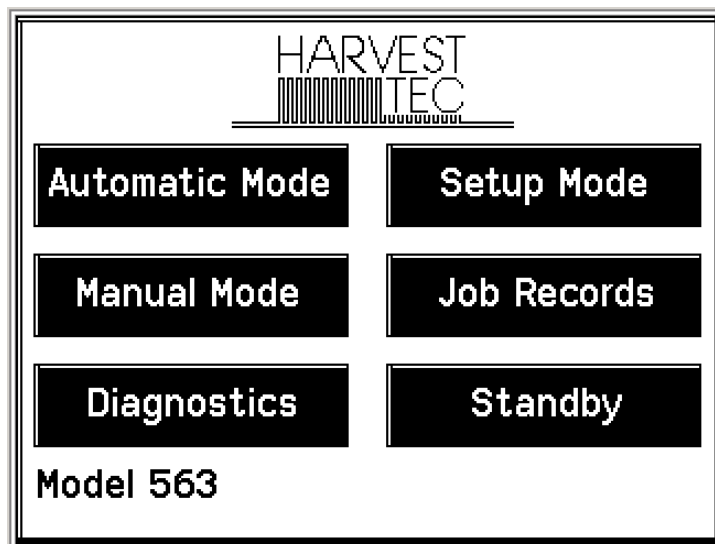 HARVEST
TEC
Automatic Mode
Setup Mode
Manual Mode
Job Records
Diagnostics
Standby
Model 563